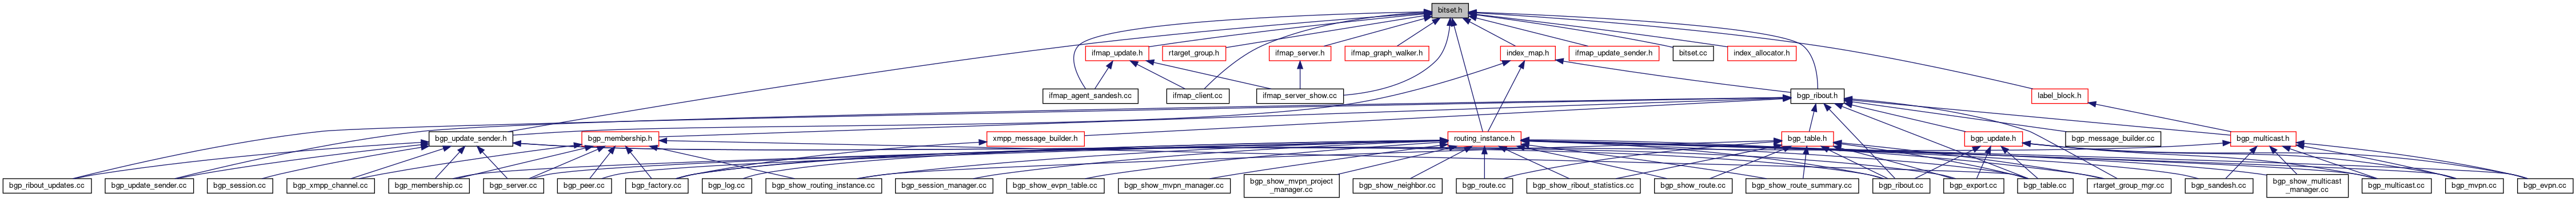 bitset.h
ifmap_update.h
rtarget_group.h
ifmap_server.h
ifmap_graph_walker.h
index_map.h
ifmap_update_sender.h
bitset.cc
index_allocator.h
ifmap_agent_sandesh.cc
ifmap_client.cc
ifmap_server_show.cc
bgp_ribout.h
label_block.h
bgp_update_sender.h
bgp_membership.h
xmpp_message_builder.h
routing_instance.h
bgp_table.h
bgp_update.h
bgp_message_builder.cc
bgp_multicast.h
bgp_ribout_updates.cc
bgp_update_sender.cc
bgp_session.cc
bgp_xmpp_channel.cc
bgp_membership.cc
bgp_server.cc
bgp_peer.cc
bgp_factory.cc
bgp_log.cc
bgp_show_routing_instance.cc
bgp_session_manager.cc
bgp_show_evpn_table.cc
bgp_show_mvpn_manager.cc
bgp_show_mvpn_project
_manager.cc
bgp_show_neighbor.cc
bgp_route.cc
bgp_show_ribout_statistics.cc
bgp_show_route.cc
bgp_show_route_summary.cc
bgp_ribout.cc
bgp_export.cc
bgp_table.cc
rtarget_group_mgr.cc
bgp_sandesh.cc
bgp_show_multicast
_manager.cc
bgp_multicast.cc
bgp_mvpn.cc
bgp_evpn.cc